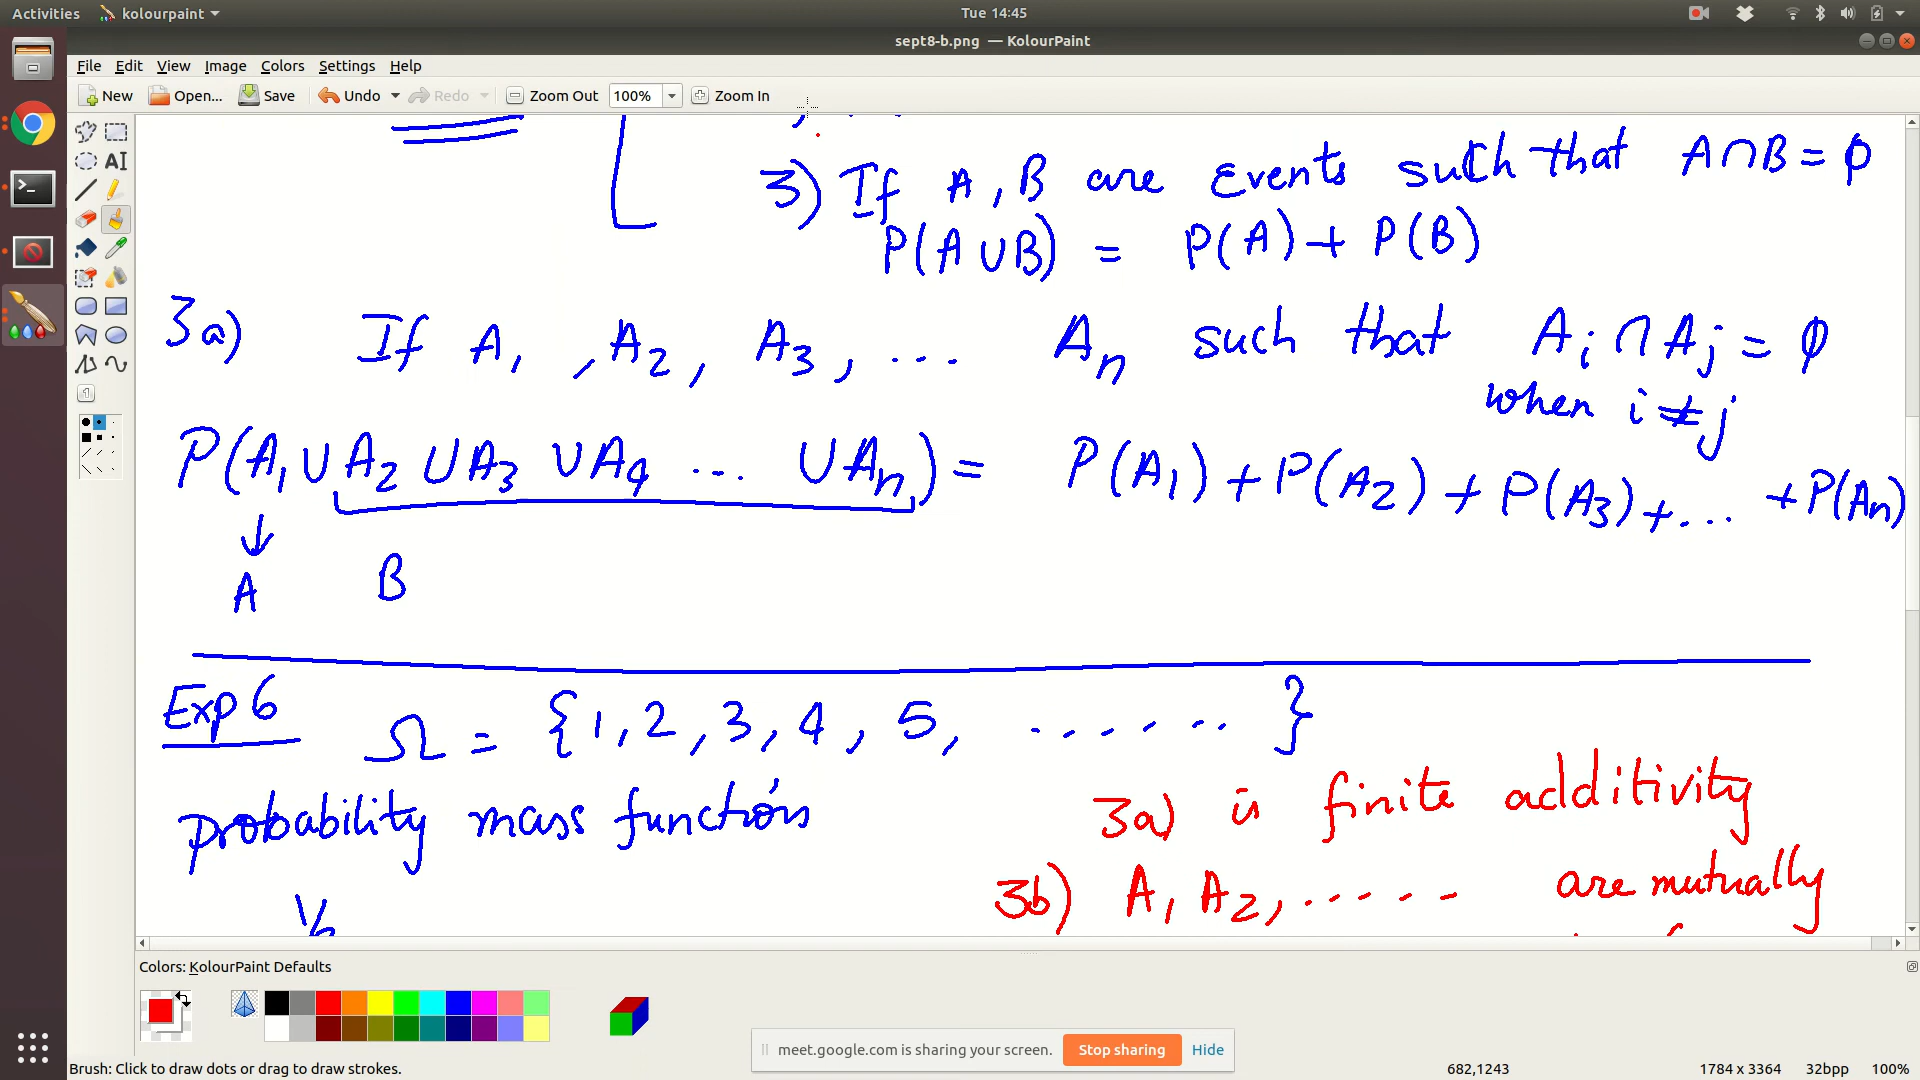 Activities kolourpaint Tue 14:45
sept8-b.png — KolourPaint
File Edit View Image Colors Settings Help
New Open... Save Undo Redo Zoom Out 100% Zoom In
3) If A, B are Events such that A∩B = φ
P(A∪B) = P(A) + P(B)
3a) If A1, A2, A3, ... An such that Ai∩Aj = φ
when i≠j
P(A1∪A2∪A3∪A4 ... ∪An) = P(A1) + P(A2) + P(A3) + ... + P(An)
↓
A B
Exp 6 Ω = {1, 2, 3, 4, 5, ....... }
probability mass function
3a) is finite additivity
3b) A1, A2, ...... are mutually
Colors: KolourPaint Defaults
meet.google.com is sharing your screen. Stop sharing Hide
Brush: Click to draw dots or drag to draw strokes. 682,1243 1784 x 3364 32bpp 100%